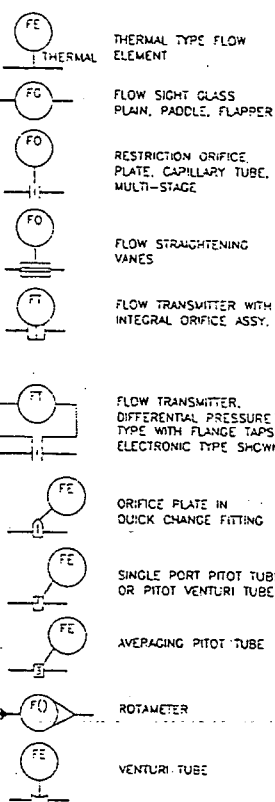 FE
THERMAL TYPE FLOW
THERMAL
ELEMENT
FG
FLOW SIGHT GLASS
PLAIN, PADDLE, FLAPPER
FO
RESTRICTION ORIFICE,
PLATE, CAPILLARY TUBE,
MULTI-STAGE
FO
FLOW STRAIGHTENING
VANES
FT
FLOW TRANSMITTER WITH
INTEGRAL ORIFICE ASSY.
FT
FLOW TRANSMITTER,
DIFFERENTIAL PRESSURE
TYPE WITH FLANGE TAPS
ELECTRONIC TYPE SHOWN
FE
ORIFICE PLATE IN
QUICK CHANGE FITTING
FE
SINGLE PORT PITOT TUBE
OR PITOT VENTURI TUBE
FE
AVERAGING PITOT TUBE
F()
ROTAMETER
FE
VENTURI TUBE